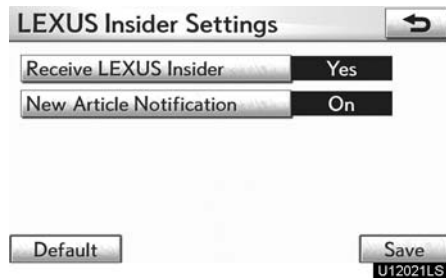 LEXUS Insider Settings
Receive LEXUS Insider Yes
New Article Notification On
Default Save
U12021LS